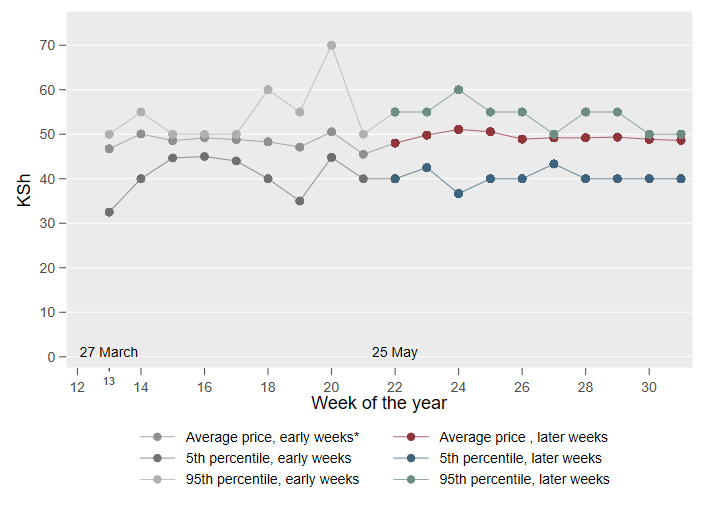 70
60
50
40
30
20
10
0
KSh
27 March
25 May
12 13 14 16 18 20 22 24 26 28 30
Week of the year
Average price, early weeks* Average price , later weeks
5th percentile, early weeks 5th percentile, later weeks
95th percentile, early weeks 95th percentile, later weeks